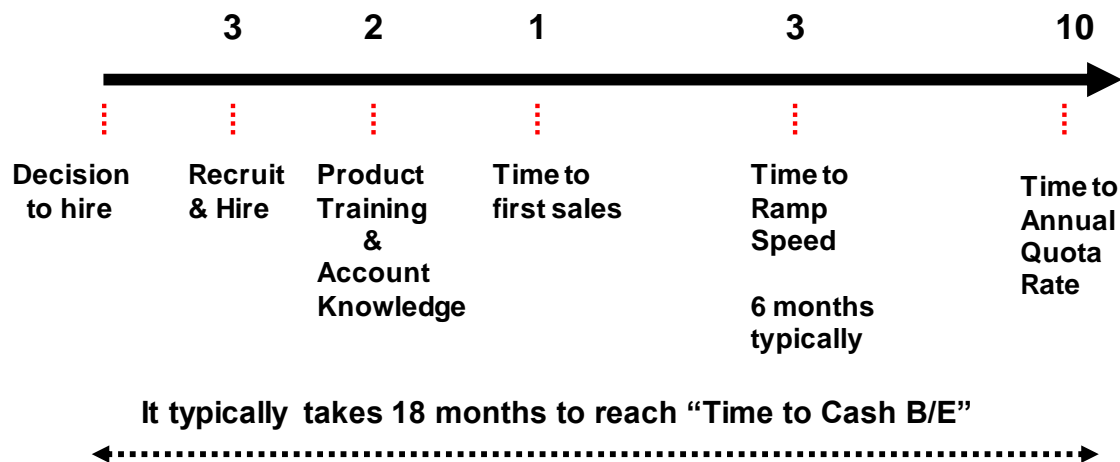 3 2 1 3 10
Decision
to hire
Recruit
& Hire
Product
Training
&
Account
Knowledge
Time to
first sales
Time to
Ramp
Speed
6 months
typically
Time to
Annual
Quota
Rate
It typically takes 18 months to reach “Time to Cash B/E”